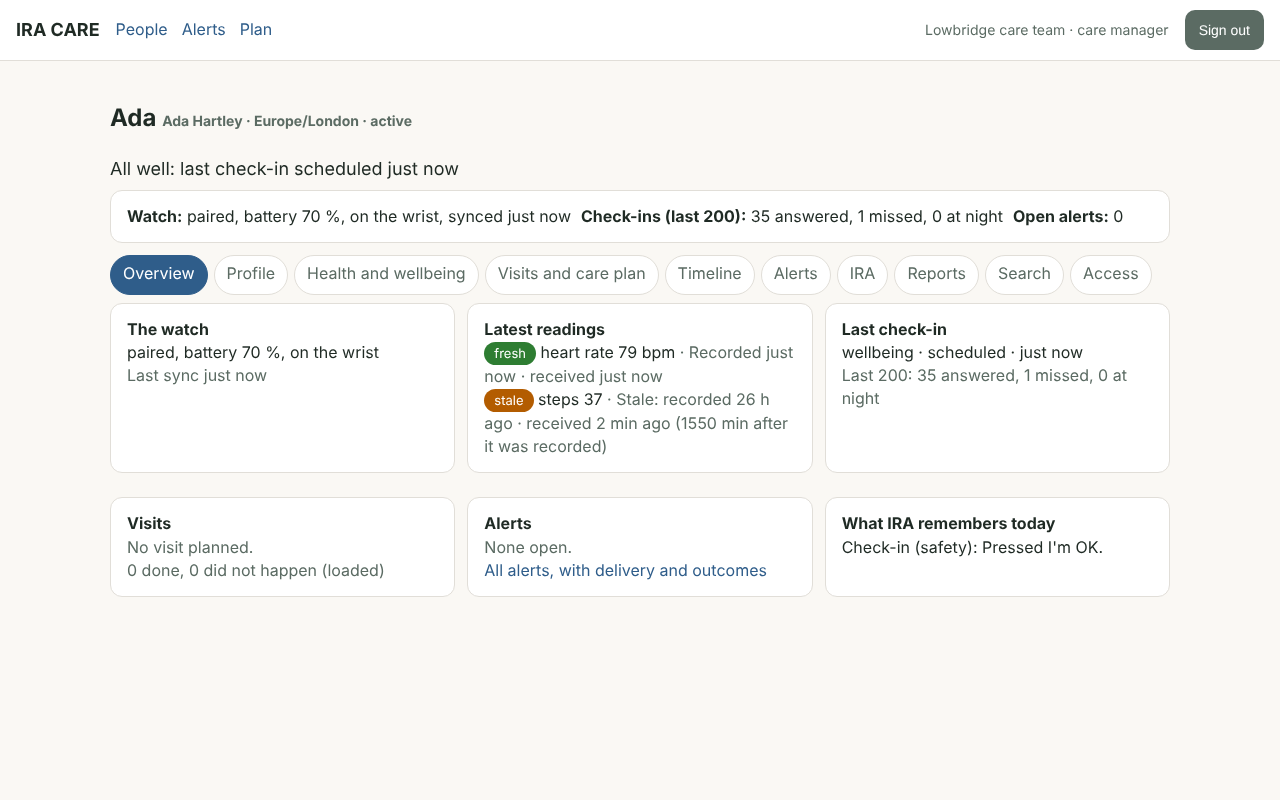 IRA CARE People Alerts Plan Lowbridge care team · care manager Sign out
Ada Ada Hartley · Europe/London · active
All well: last check-in scheduled just now
Watch: paired, battery 70 %, on the wrist, synced just now Check-ins (last 200): 35 answered, 1 missed, 0 at night Open alerts: 0
Overview Profile Health and wellbeing Visits and care plan Timeline Alerts IRA Reports Search Access
The watch
paired, battery 70 %, on the wrist
Last sync just now
Latest readings
fresh heart rate 79 bpm · Recorded just
now · received just now
stale steps 37 · Stale: recorded 26 h
ago · received 2 min ago (1550 min after
it was recorded)
Last check-in
wellbeing · scheduled · just now
Last 200: 35 answered, 1 missed, 0 at
night
Visits
No visit planned.
0 done, 0 did not happen (loaded)
Alerts
None open.
All alerts, with delivery and outcomes
What IRA remembers today
Check-in (safety): Pressed I'm OK.